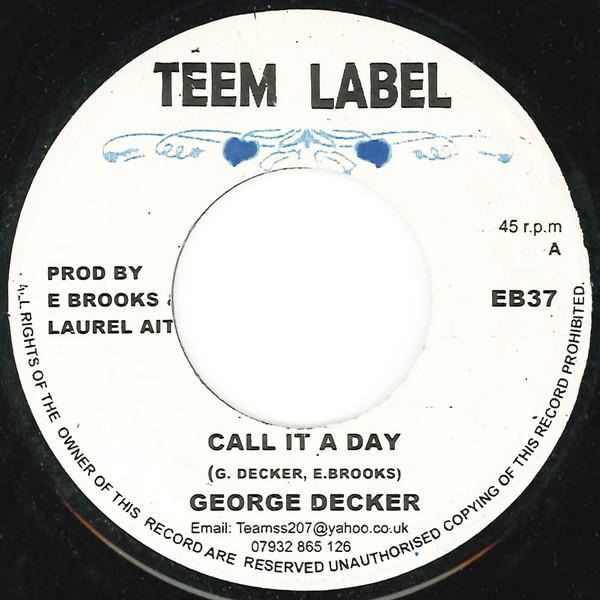 TEEM LABEL
45 r.p.m
A
PROD BY
E BROOKS
LAUREL AIT
EB37
CALL IT A DAY
(G. DECKER, E.BROOKS)
GEORGE DECKER
Email: Teamss207@yahoo.co.uk
07932 865 126
ALL RIGHTS OF THE OWNER OF THIS RECORD ARE RESERVED UNAUTHORISED COPYING OF THIS RECORD PROHIBITED.